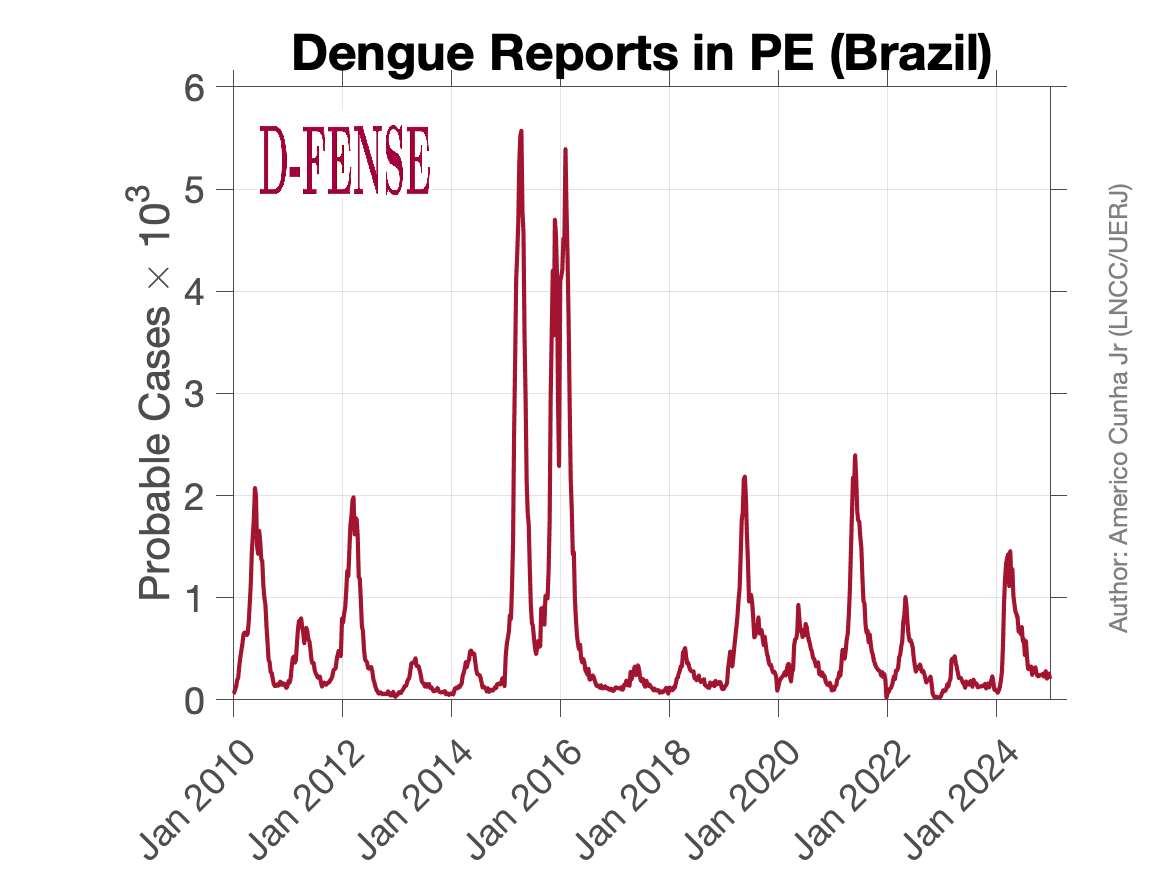 Dengue Reports in PE (Brazil)
D-FENSE
Probable Cases × 10³
6
5
4
3
2
1
0
Jan 2010
Jan 2012
Jan 2014
Jan 2016
Jan 2018
Jan 2020
Jan 2022
Jan 2024
Author: Americo Cunha Jr (LNCC/UERJ)